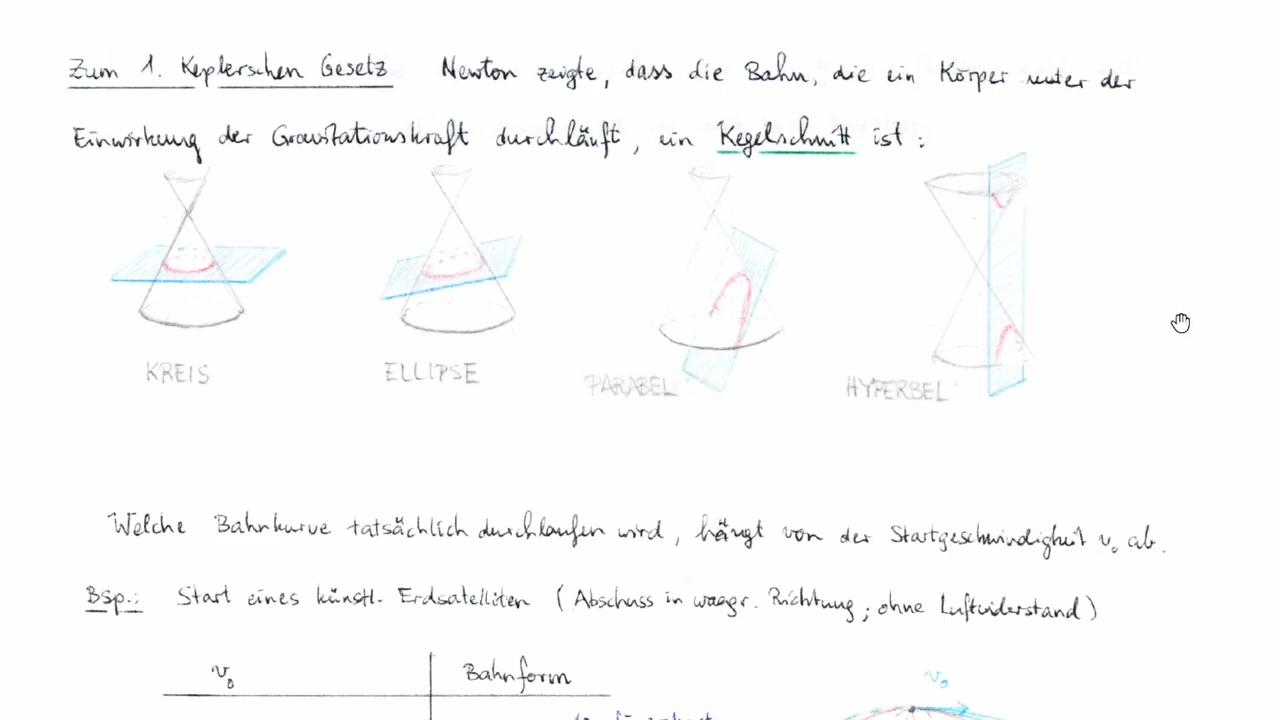 Zum 1. Keplerschen Gesetz Newton zeigte, dass die Bahn, die ein Körper unter der
Einwirkung der Gravitationskraft durchläuft, ein Kegelschnitt ist:
KREIS ELLIPSE PARABEL HYPERBEL
Welche Bahnkurve tatsächlich durchlaufen wird, hängt von der Startgeschwindigkeit v₀ ab.
Bsp.: Start eines künstl. Erdsatelliten (Abschuss in waagr. Richtung; ohne Luftwiderstand)
v₀ Bahnform v₀